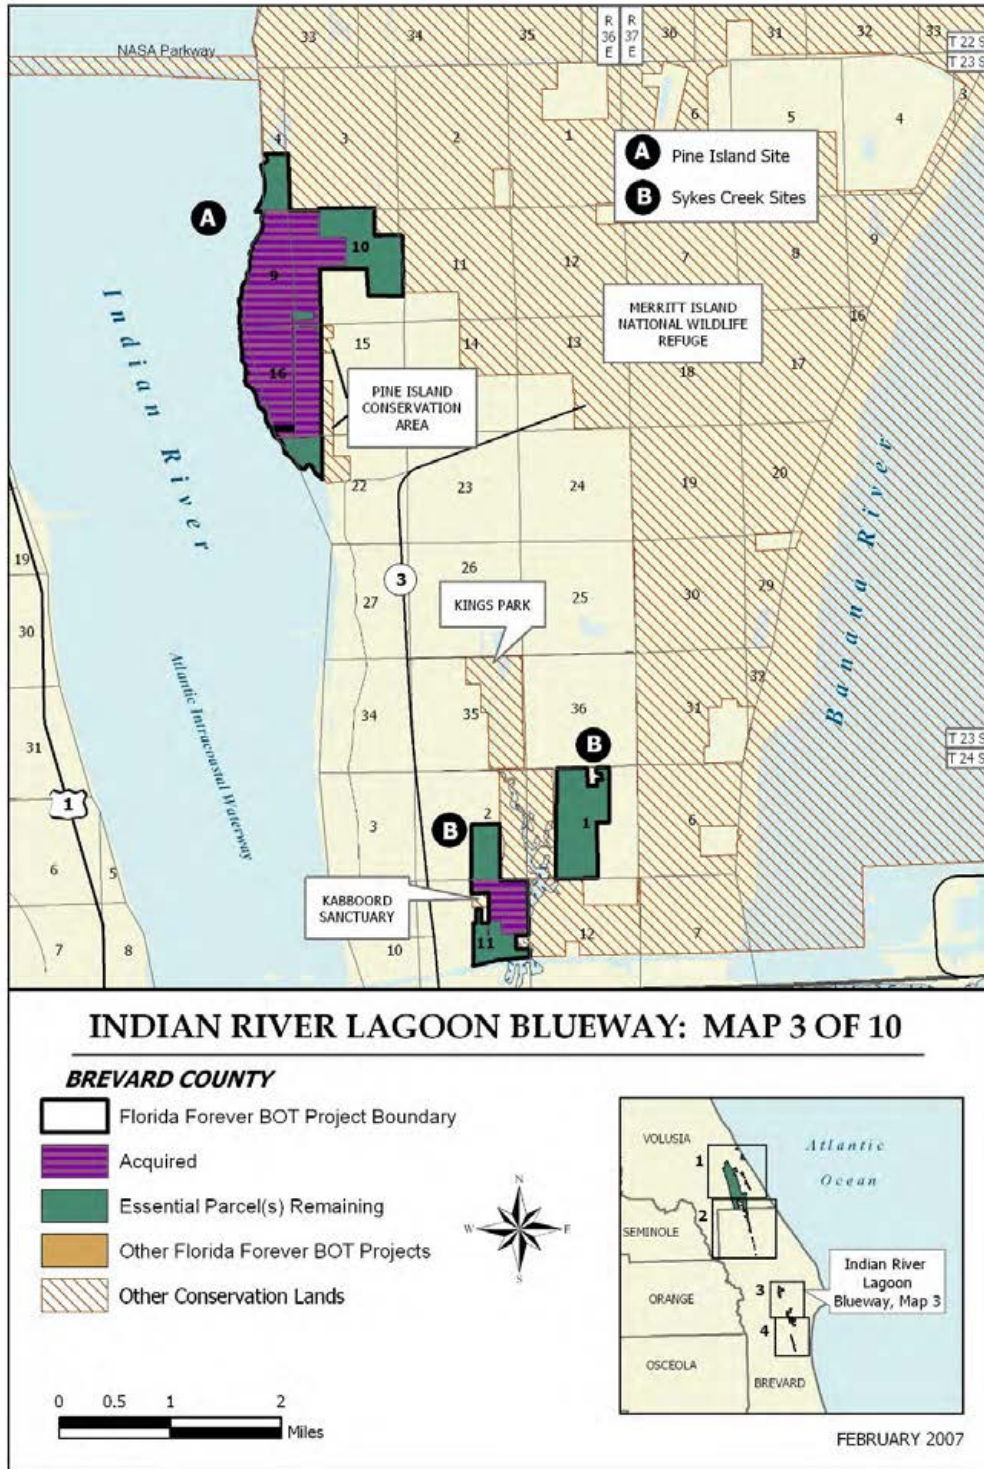 33
34
35
R
36
E
R
37
E
36
31
32
33
T 22 S
T 23 S
NASA Parkway
3
4
3
2
1
6
5
4
A Pine Island Site
B Sykes Creek Sites
A
10
11
12
7
8
9
9
MERRITT ISLAND
NATIONAL WILDLIFE
REFUGE
16
15
14
13
18
17
16
PINE ISLAND
CONSERVATION
AREA
Indian River
22
23
24
19
20
Banana River
19
3
26
27
25
30
29
KINGS PARK
30
Atlantic Intracoastal Waterway
34
35
36
31
32
31
B
T 23 S
T 24 S
1
B
3
2
1
6
6
5
KABBOORD
SANCTUARY
7
8
10
11
12
7
INDIAN RIVER LAGOON BLUEWAY: MAP 3 OF 10
BREVARD COUNTY
Florida Forever BOT Project Boundary
Acquired
Essential Parcel(s) Remaining
Other Florida Forever BOT Projects
Other Conservation Lands
N
W E
S
VOLUSIA
Atlantic
Ocean
1
2
SEMINOLE
Indian River
Lagoon
Blueway, Map 3
3
ORANGE
4
OSCEOLA
BREVARD
0 0.5 1 2
Miles
FEBRUARY 2007